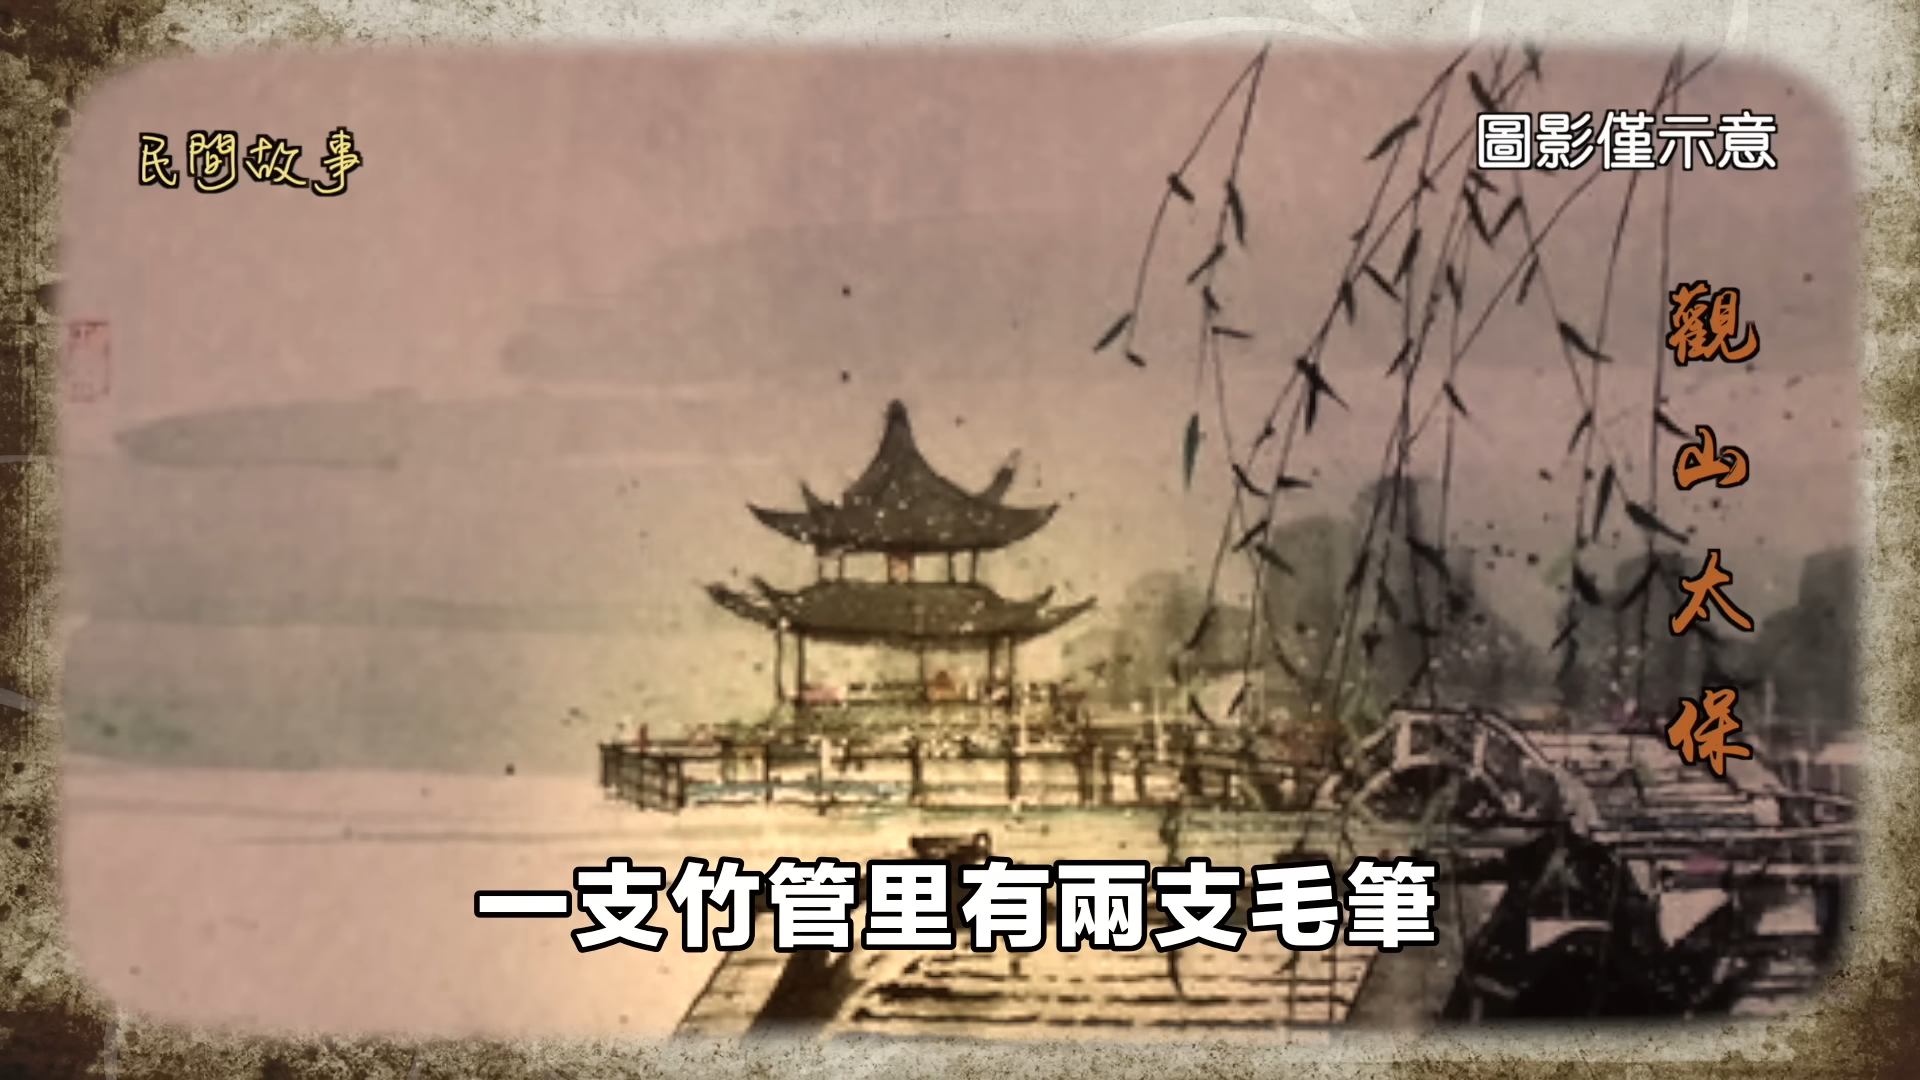 民間故事
圖影僅示意
觀山太保
一支竹管里有兩支毛筆